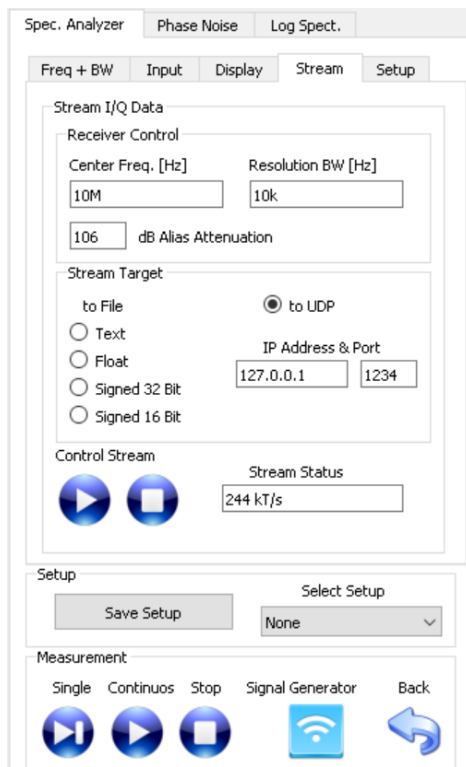 Spec. Analyzer Phase Noise Log Spect.
Freq + BW Input Display Stream Setup
Stream I/Q Data
Receiver Control
Center Freq. [Hz] Resolution BW [Hz]
10M 10k
106 dB Alias Attenuation
Stream Target
to File to UDP
Text
IP Address & Port
Float
127.0.0.1 1234
Signed 32 Bit
Signed 16 Bit
Control Stream
Stream Status
244 kT/s
Setup
Select Setup
Save Setup
None
Measurement
Single Continuos Stop Signal Generator Back